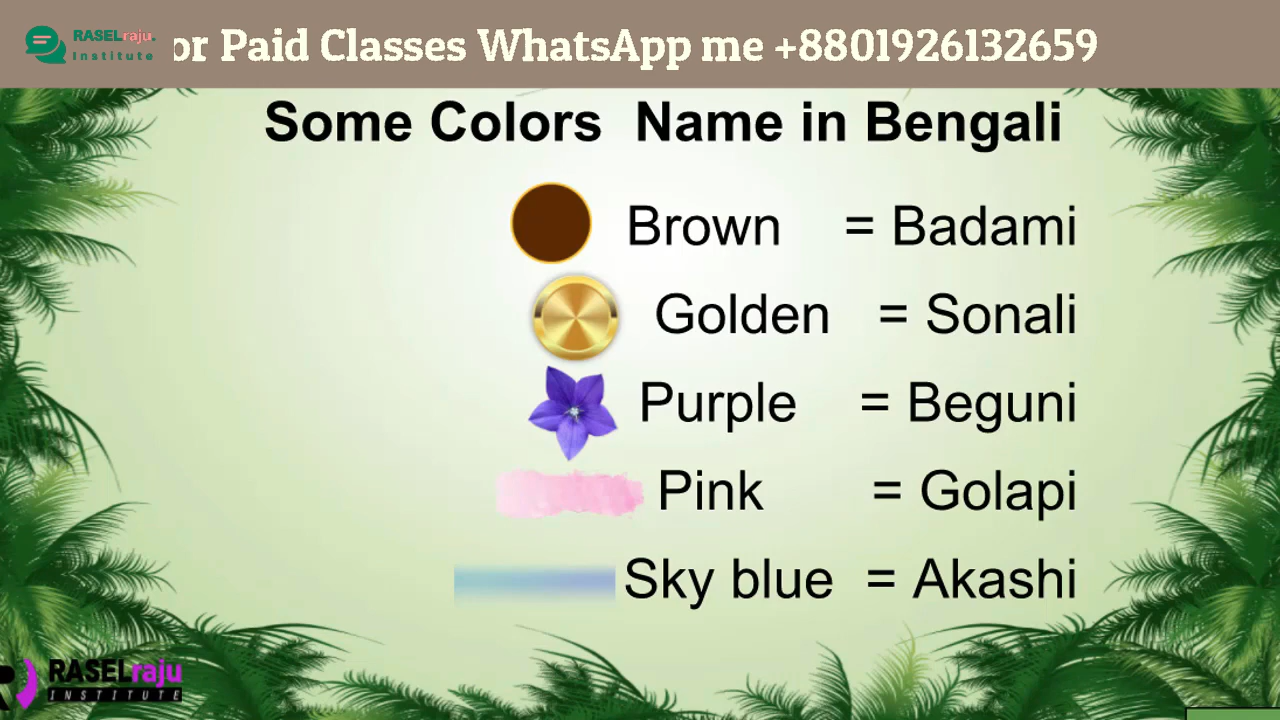 RASELraju.
Institute
or Paid Classes WhatsApp me +8801926132659
Some Colors Name in Bengali
Brown = Badami
Golden = Sonali
Purple = Beguni
Pink = Golapi
Sky blue = Akashi
RASELraju
INSTITUTE